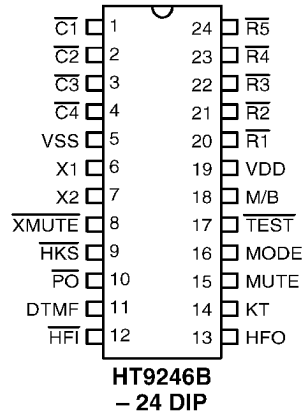 C1 1 24 R5
C2 2 23 R4
C3 3 22 R3
C4 4 21 R2
VSS 5 20 R1
X1 6 19 VDD
X2 7 18 M/B
XMUTE 8 17 TEST
HKS 9 16 MODE
PO 10 15 MUTE
DTMF 11 14 KT
HFI 12 13 HFO
HT9246B
– 24 DIP